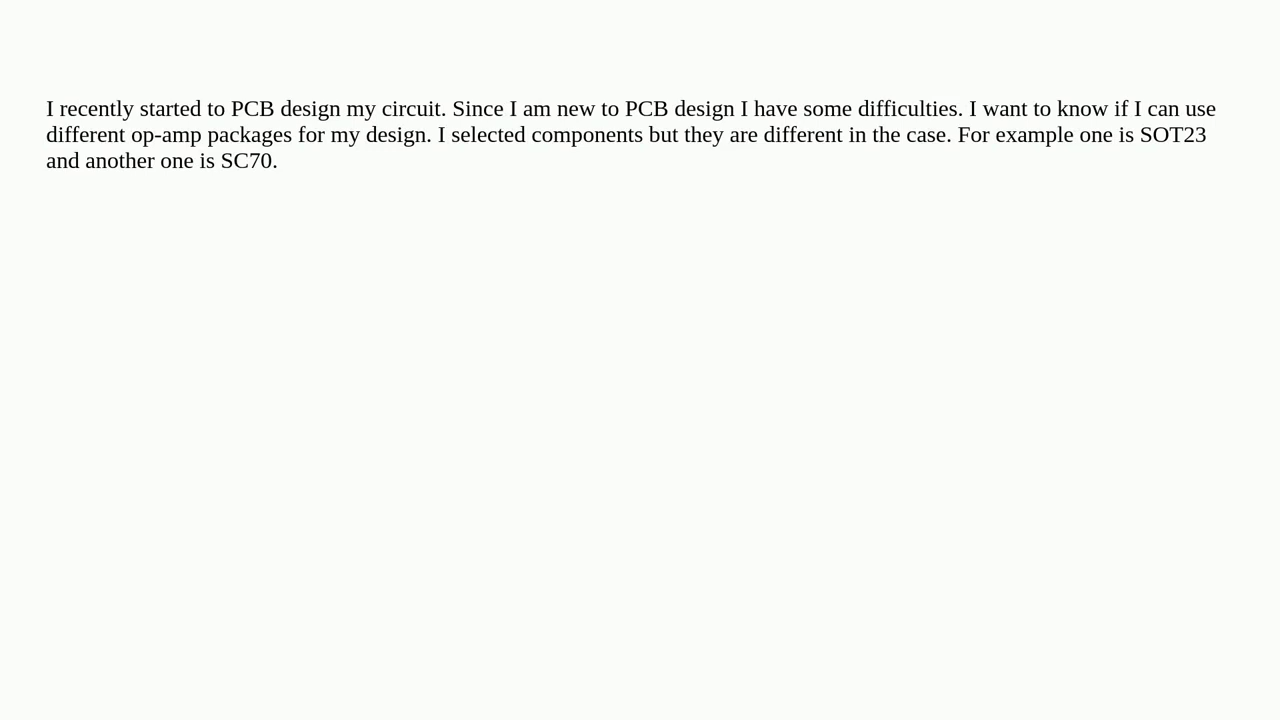 I recently started to PCB design my circuit. Since I am new to PCB design I have some difficulties. I want to know if I can use
different op-amp packages for my design. I selected components but they are different in the case. For example one is SOT23
and another one is SC70.